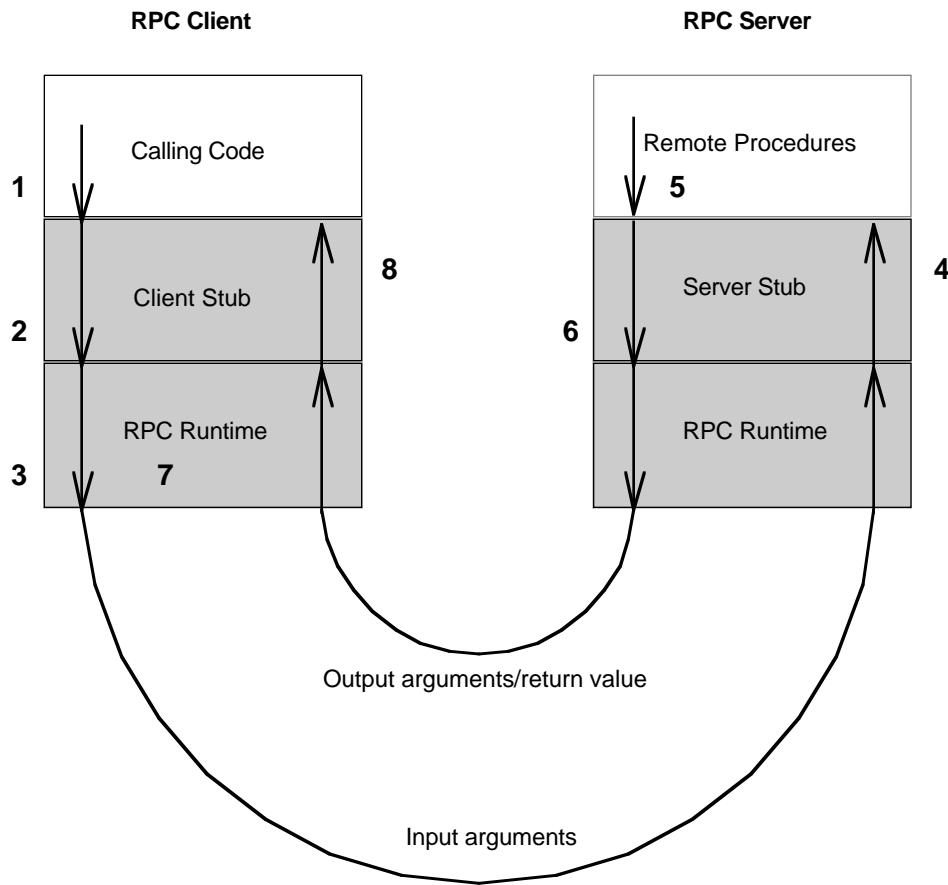 RPC Client
RPC Server
Calling Code
Remote Procedures
1
5
8
4
Client Stub
Server Stub
2
6
RPC Runtime
RPC Runtime
3
7
Output arguments/return value
Input arguments